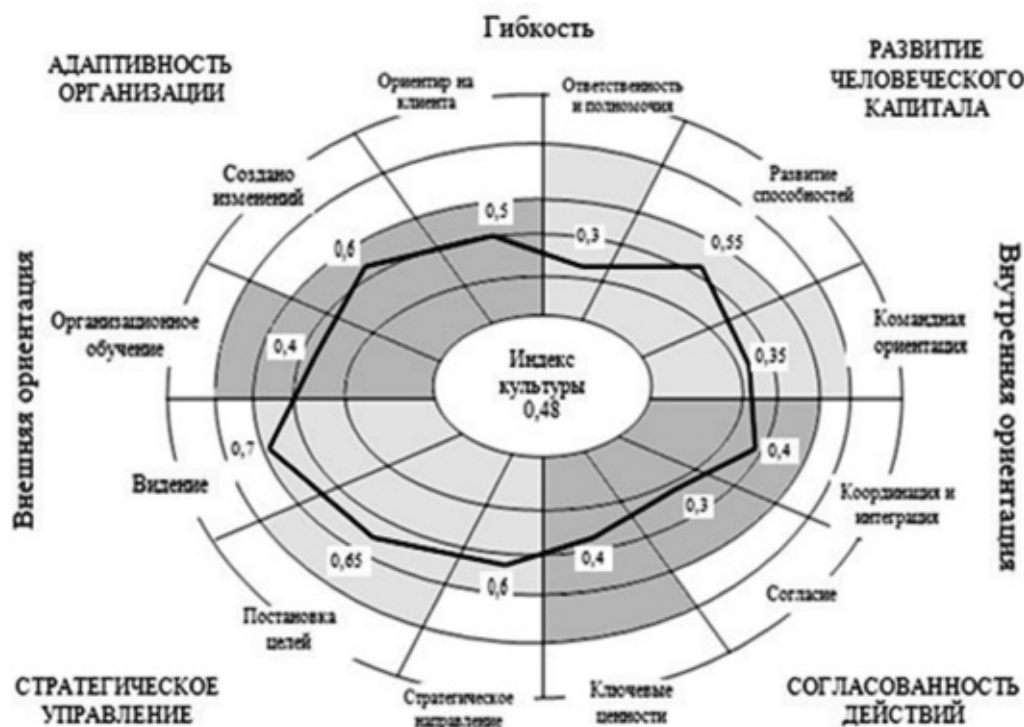 Гибкость
АДАПТИВНОСТЬ
ОРГАНИЗАЦИИ
РАЗВИТИЕ
ЧЕЛОВЕЧЕСКОГО
КАПИТАЛА
Ориентир на
клиента
Ответственность
и полномочия
Создано
изменений
Развитие
способностей
0,5
0,3
0,6
0,55
Организационное
обучение
Командная
ориентация
0,4
0,35
Внешняя ориентация
Внутренняя ориентация
Индекс
культуры
0,48
0,7
0,4
Видение
Координация и
интеграция
0,3
0,65
0,4
0,6
Постановка
целей
Согласие
Стратегическое
направление
Ключевые
ценности
СТРАТЕГИЧЕСКОЕ
УПРАВЛЕНИЕ
СОГЛАСОВАННОСТЬ
ДЕЙСТВИЙ